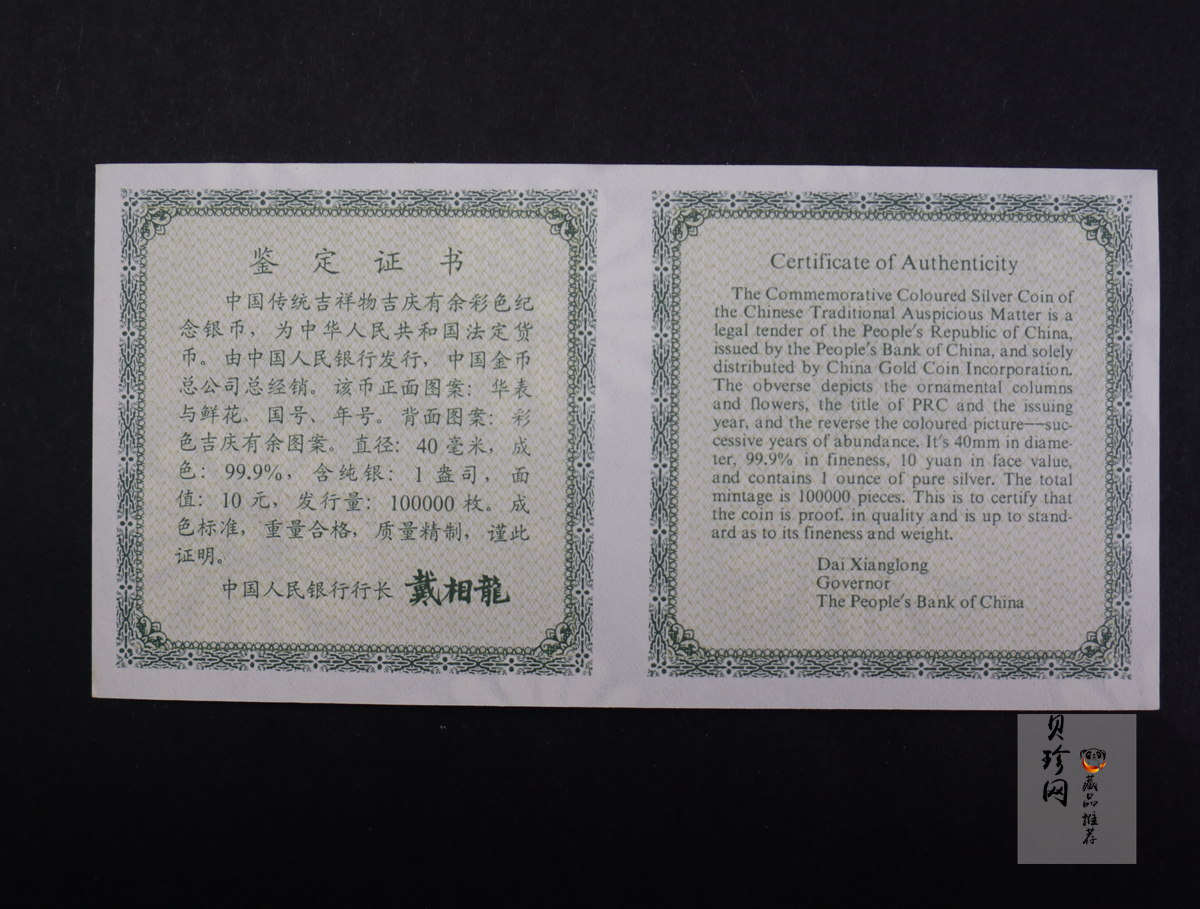 鉴定证书
中国传统吉祥物吉庆有余彩色纪
念银币，为中华人民共和国法定货
币。由中国人民银行发行，中国金币
总公司总经销。该币正面图案：华表
与鲜花、国号、年号。背面图案：彩
色吉庆有余图案。直径：40毫米，成
色：99.9%，含纯银：1盎司，面
值：10元，发行量：100000枚。成
色标准，重量合格，质量精制，谨此
证明。
中国人民银行行长 戴相龍
Certificate of Authenticity
The Commemorative Coloured Silver Coin of
the Chinese Traditional Auspicious Matter is a
legal tender of the People's Republic of China,
issued by the People's Bank of China, and solely
distributed by China Gold Coin Incorporation.
The obverse depicts the ornamental columns
and flowers, the title of PRC and the issuing
year, and the reverse the coloured picture——suc-
cessive years of abundance. It's 40mm in diame-
ter, 99.9% in fineness, 10 yuan in face value,
and contains 1 ounce of pure silver. The total
mintage is 100000 pieces. This is to certify that
the coin is proof. in quality and is up to stand-
ard as to its fineness and weight.
Dai Xianglong
Governor
The People's Bank of China
贝珍网
藏品推荐